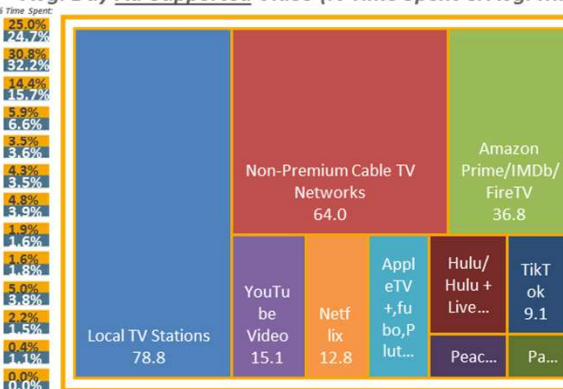 % Time Spent:
25.0%
24.7%
30.8%
32.2%
14.4%
15.7%
5.9%
6.6%
3.5%
3.6%
4.3%
3.5%
4.8%
3.9%
1.9%
1.6%
1.6%
1.8%
5.0%
3.8%
2.2%
1.5%
0.4%
1.1%
0.0%
0.0%
Local TV Stations
78.8
Non-Premium Cable TV
Networks
64.0
Amazon
Prime/IMDb/
FireTV
36.8
YouTu
be
Video
15.1
Netf
lix
12.8
Appl
eTV
+,fu
bo,P
lut...
Hulu/
Hulu +
Live...
TikT
ok
9.1
Peac...
Pa...